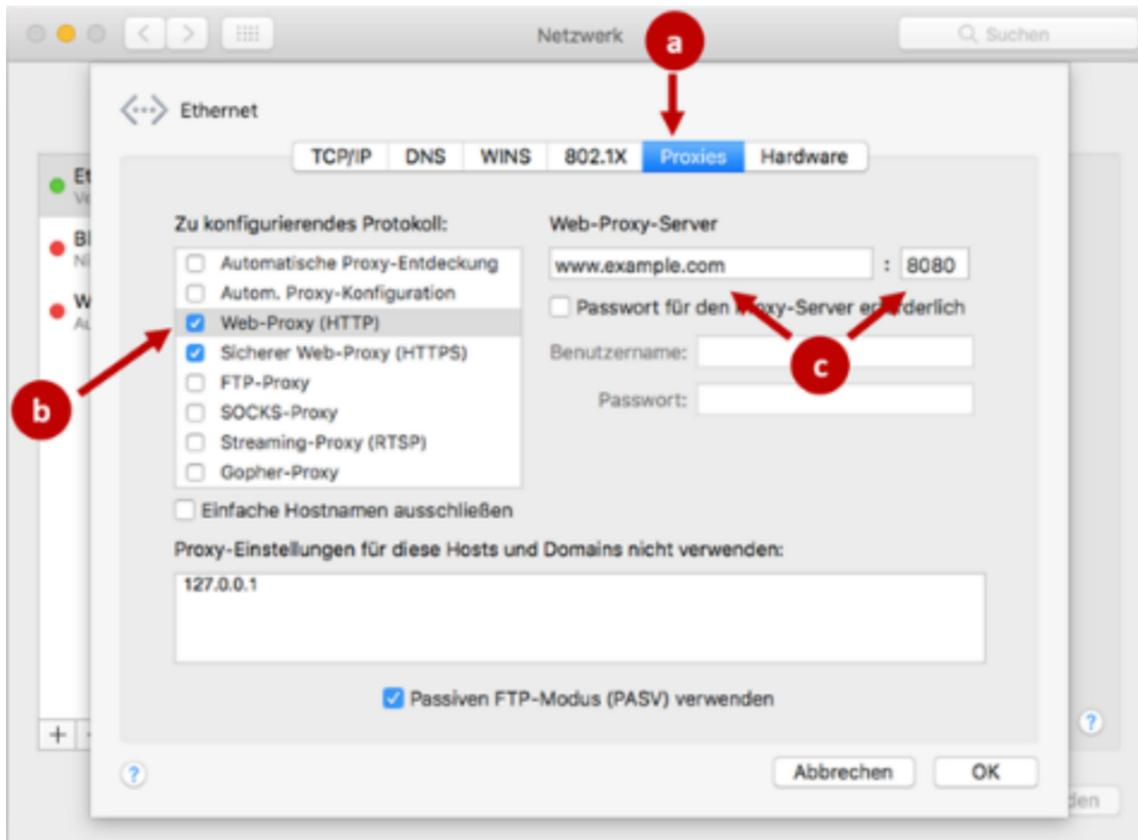 Netzwerk
Suchen
a
Ethernet
TCP/IP DNS WINS 802.1X Proxies Hardware
Zu konfigurierendes Protokoll:
Automatische Proxy-Entdeckung
Autom. Proxy-Konfiguration
Web-Proxy (HTTP)
Sicherer Web-Proxy (HTTPS)
FTP-Proxy
SOCKS-Proxy
Streaming-Proxy (RTSP)
Gopher-Proxy
b
Einfache Hostnamen ausschließen
Web-Proxy-Server
www.example.com : 8080
Passwort für den Proxy-Server erforderlich
Benutzername:
Passwort:
c
Proxy-Einstellungen für diese Hosts und Domains nicht verwenden:
127.0.0.1
Passiven FTP-Modus (PASV) verwenden
?
? Abbrechen OK